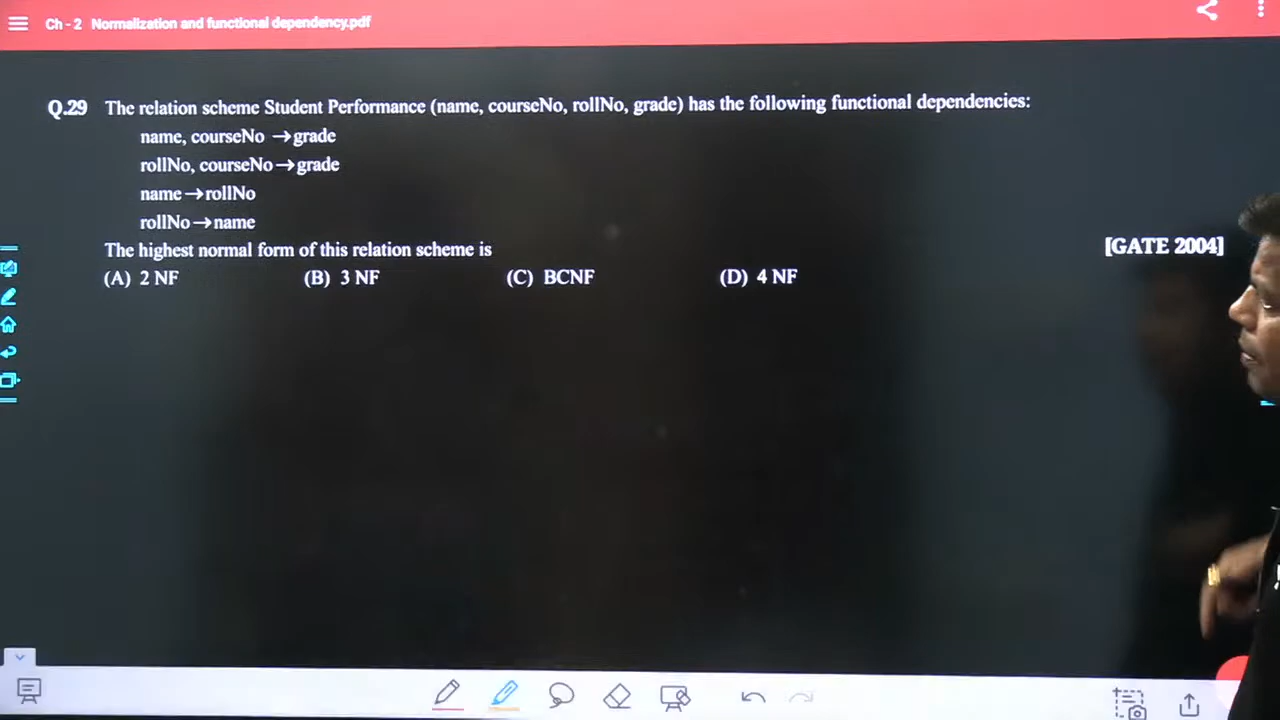 Ch - 2 Normalization and functional dependency.pdf
Q.29 The relation scheme Student Performance (name, courseNo, rollNo, grade) has the following functional dependencies:
name, courseNo →grade
rollNo, courseNo→grade
name→rollNo
rollNo→name
The highest normal form of this relation scheme is
[GATE 2004]
(A) 2 NF (B) 3 NF (C) BCNF (D) 4 NF